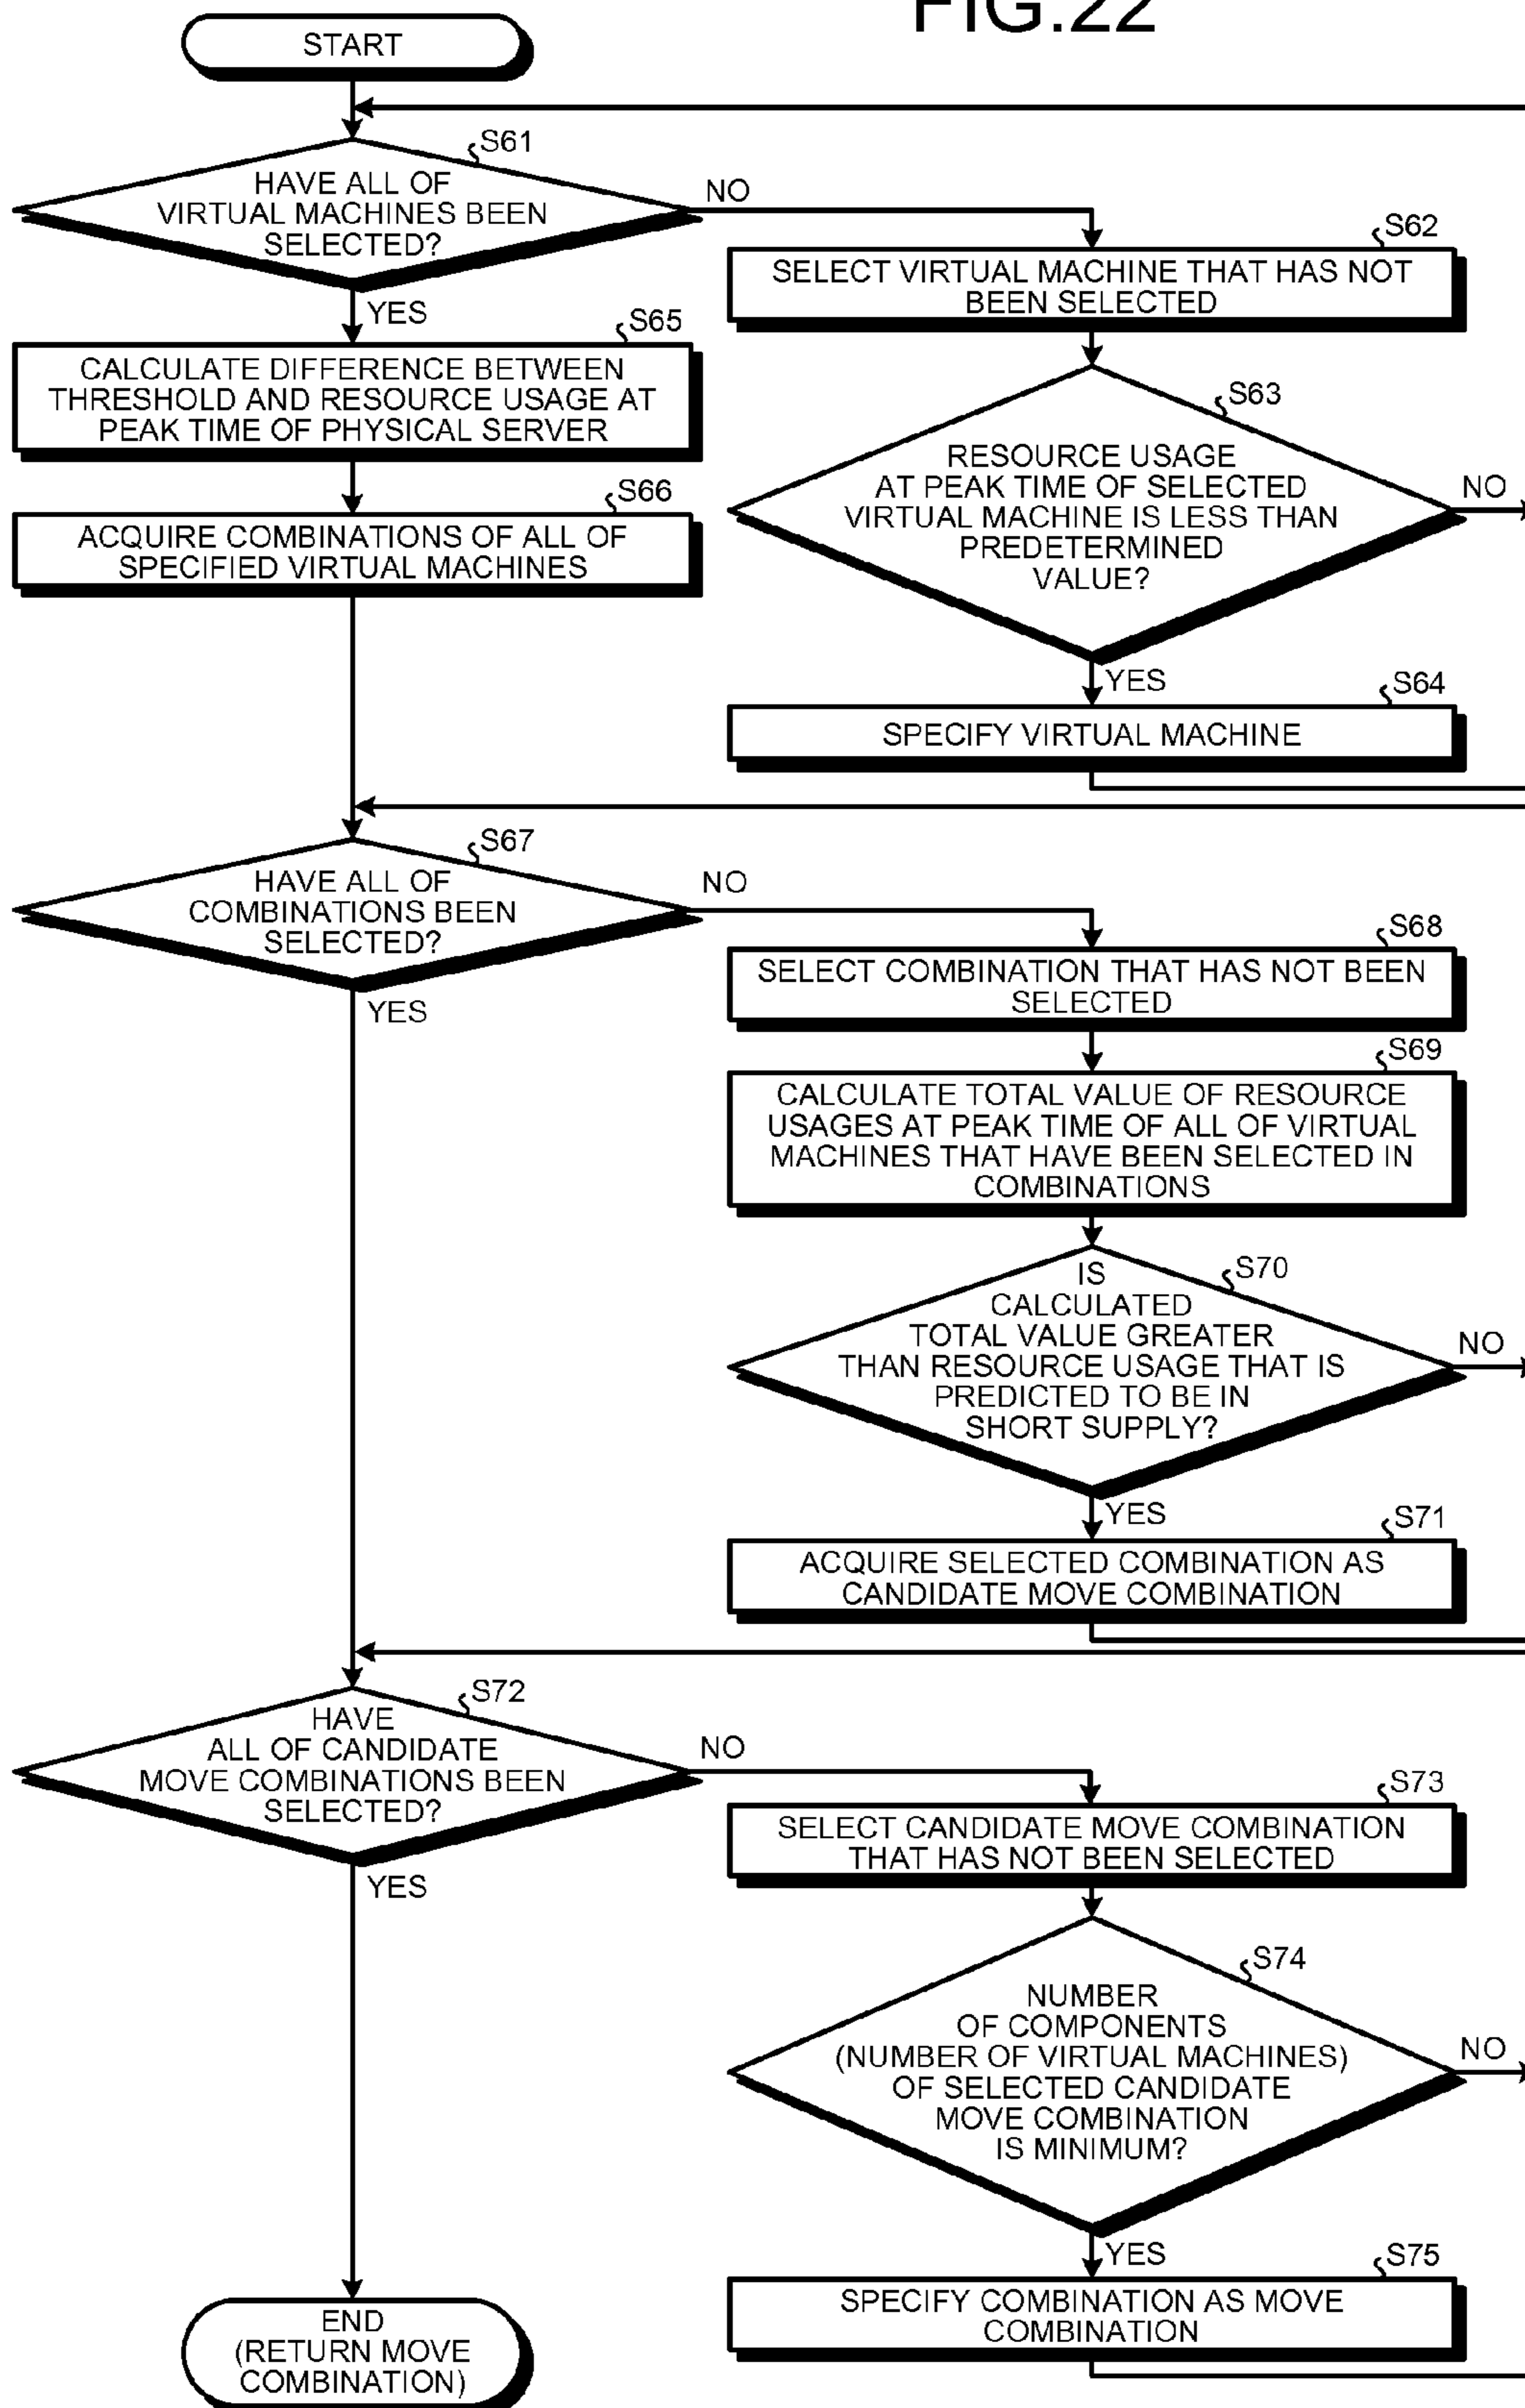 FIG.22
START
S61
HAVE ALL OF
VIRTUAL MACHINES BEEN
SELECTED?
NO
YES
S62
SELECT VIRTUAL MACHINE THAT HAS NOT
BEEN SELECTED
S65
CALCULATE DIFFERENCE BETWEEN
THRESHOLD AND RESOURCE USAGE AT
PEAK TIME OF PHYSICAL SERVER
S63
RESOURCE USAGE
AT PEAK TIME OF SELECTED
VIRTUAL MACHINE IS LESS THAN
PREDETERMINED
VALUE?
NO
YES
S66
ACQUIRE COMBINATIONS OF ALL OF
SPECIFIED VIRTUAL MACHINES
S64
SPECIFY VIRTUAL MACHINE
S67
HAVE ALL OF
COMBINATIONS BEEN
SELECTED?
NO
YES
S68
SELECT COMBINATION THAT HAS NOT BEEN
SELECTED
S69
CALCULATE TOTAL VALUE OF RESOURCE
USAGES AT PEAK TIME OF ALL OF VIRTUAL
MACHINES THAT HAVE BEEN SELECTED IN
COMBINATIONS
S70
IS
CALCULATED
TOTAL VALUE GREATER
THAN RESOURCE USAGE THAT IS
PREDICTED TO BE IN
SHORT SUPPLY?
NO
YES
S71
ACQUIRE SELECTED COMBINATION AS
CANDIDATE MOVE COMBINATION
S72
HAVE
ALL OF CANDIDATE
MOVE COMBINATIONS BEEN
SELECTED?
NO
YES
S73
SELECT CANDIDATE MOVE COMBINATION
THAT HAS NOT BEEN SELECTED
S74
NUMBER
OF COMPONENTS
(NUMBER OF VIRTUAL MACHINES)
OF SELECTED CANDIDATE
MOVE COMBINATION
IS MINIMUM?
NO
YES
S75
SPECIFY COMBINATION AS MOVE
COMBINATION
END
(RETURN MOVE
COMBINATION)